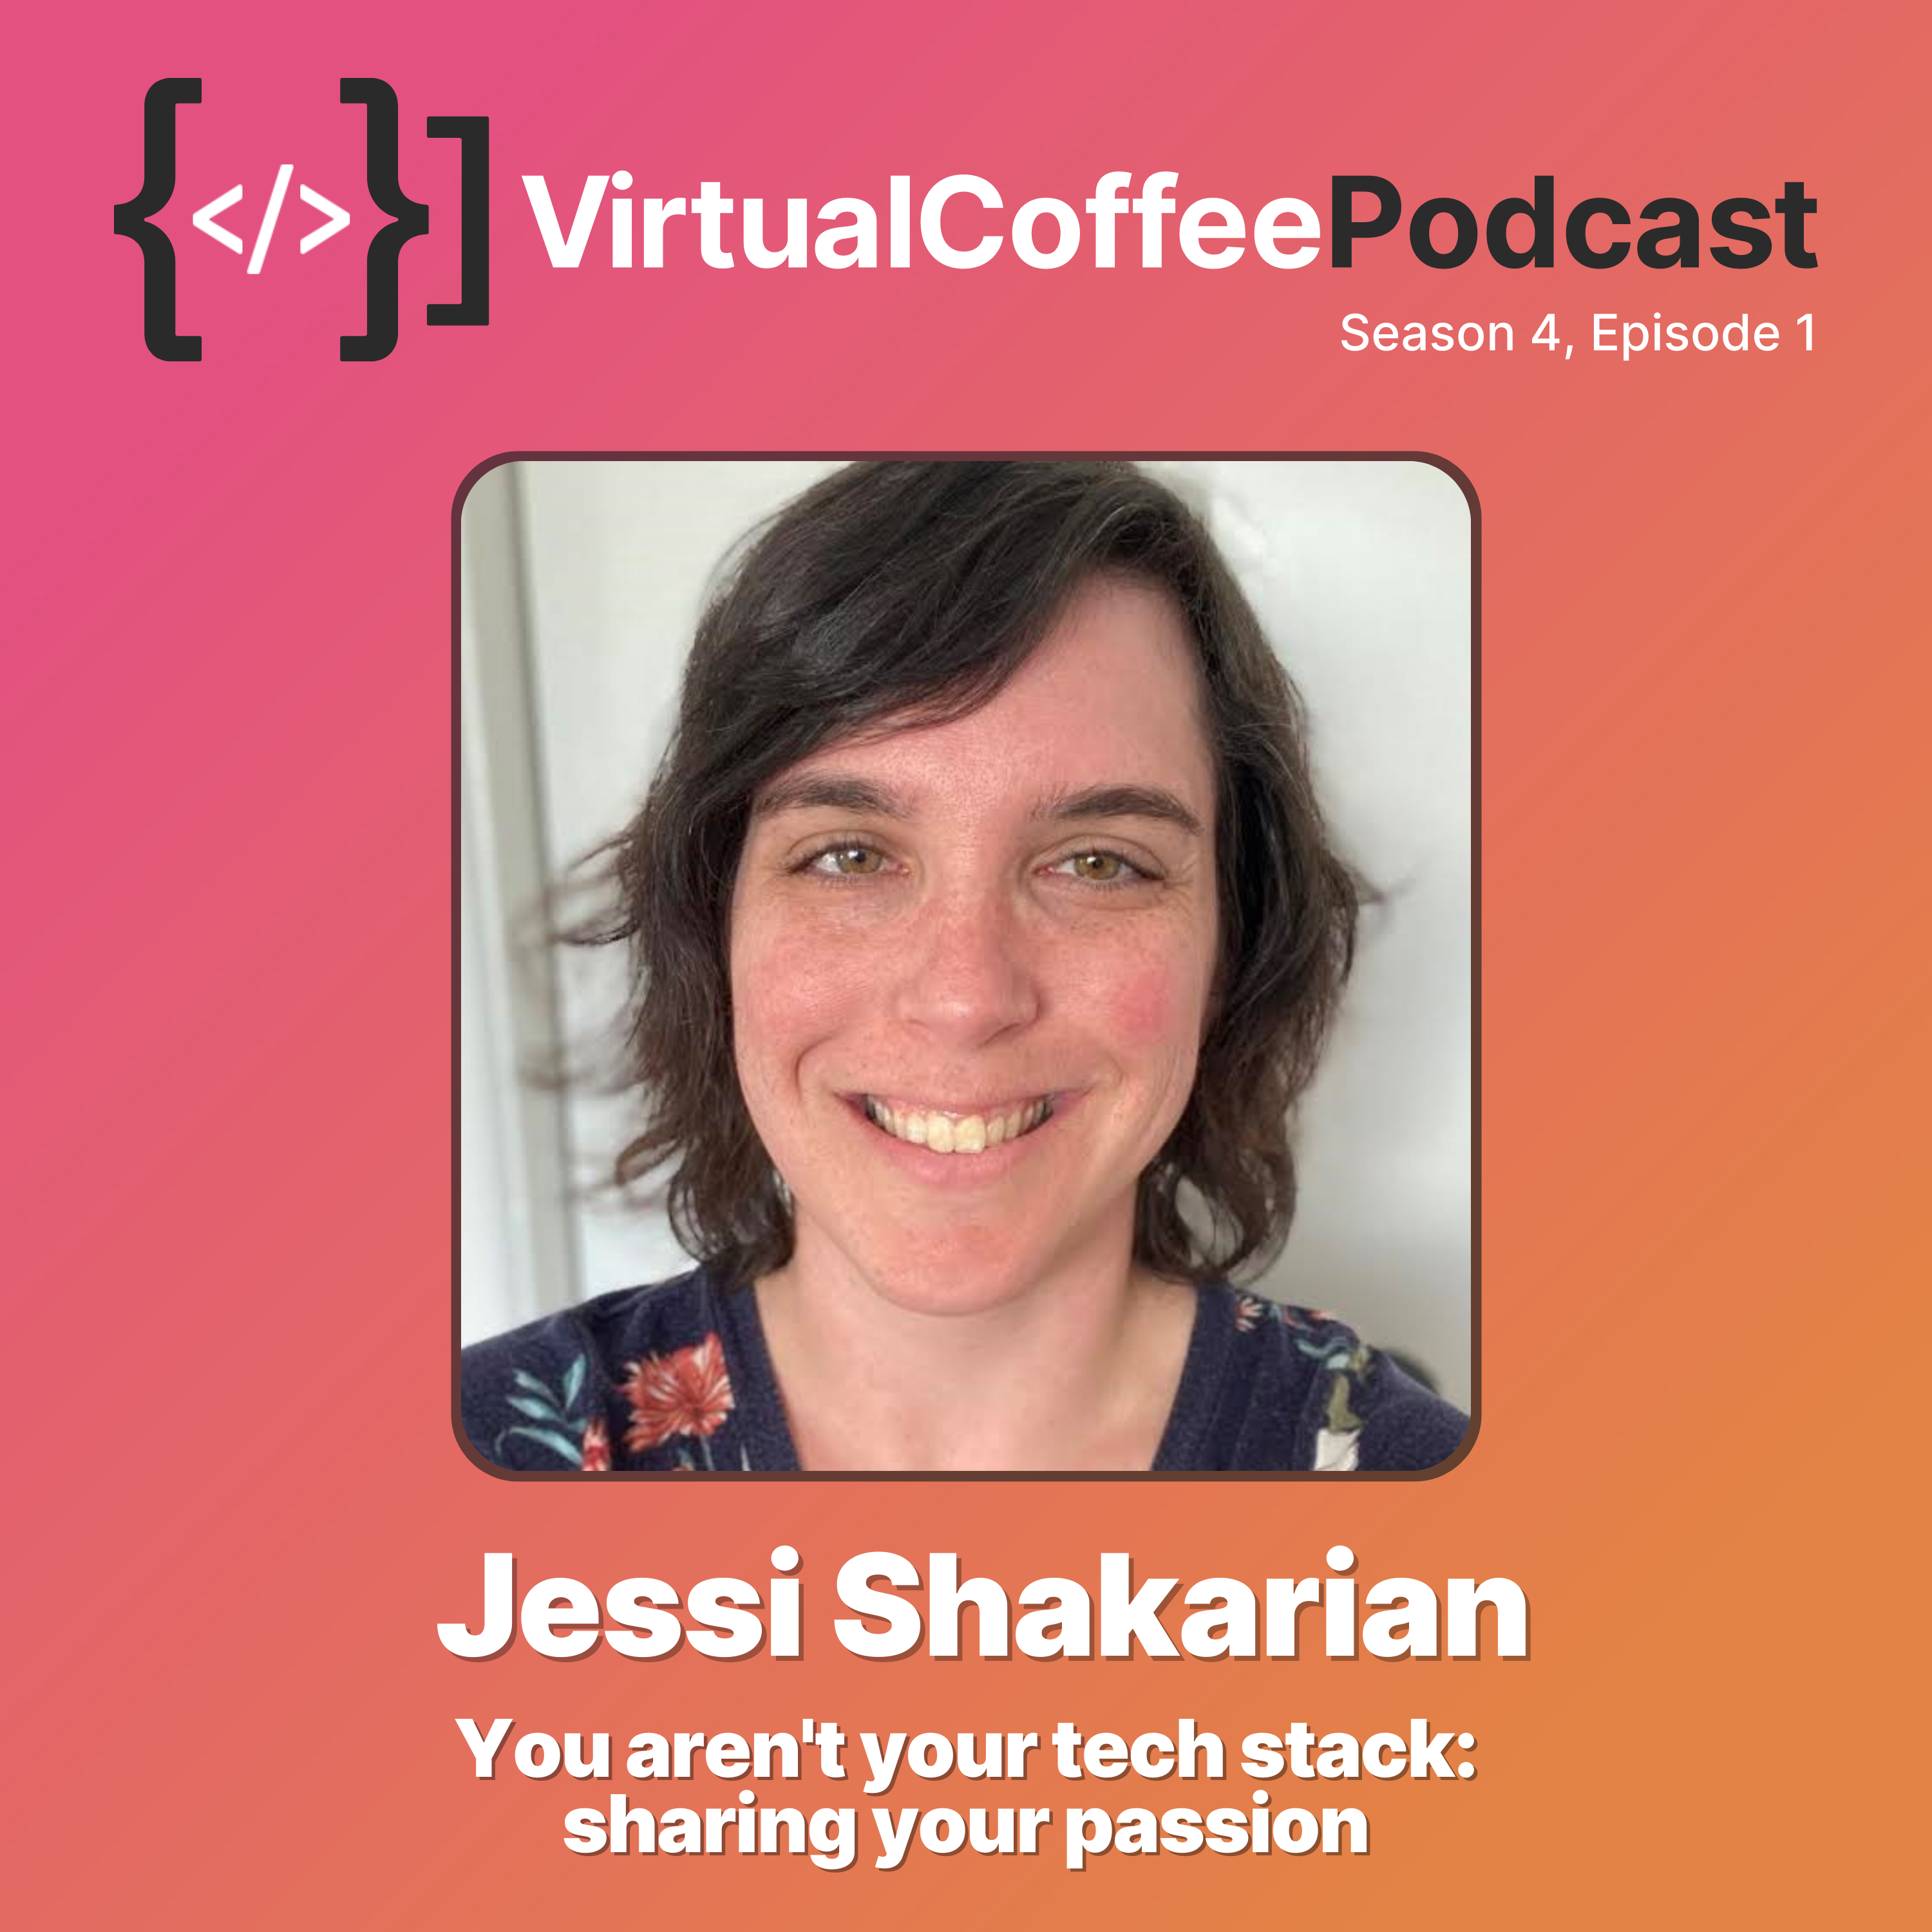 {</>}] VirtualCoffeePodcast
Season 4, Episode 1
Jessi Shakarian
You aren't your tech stack:
sharing your passion